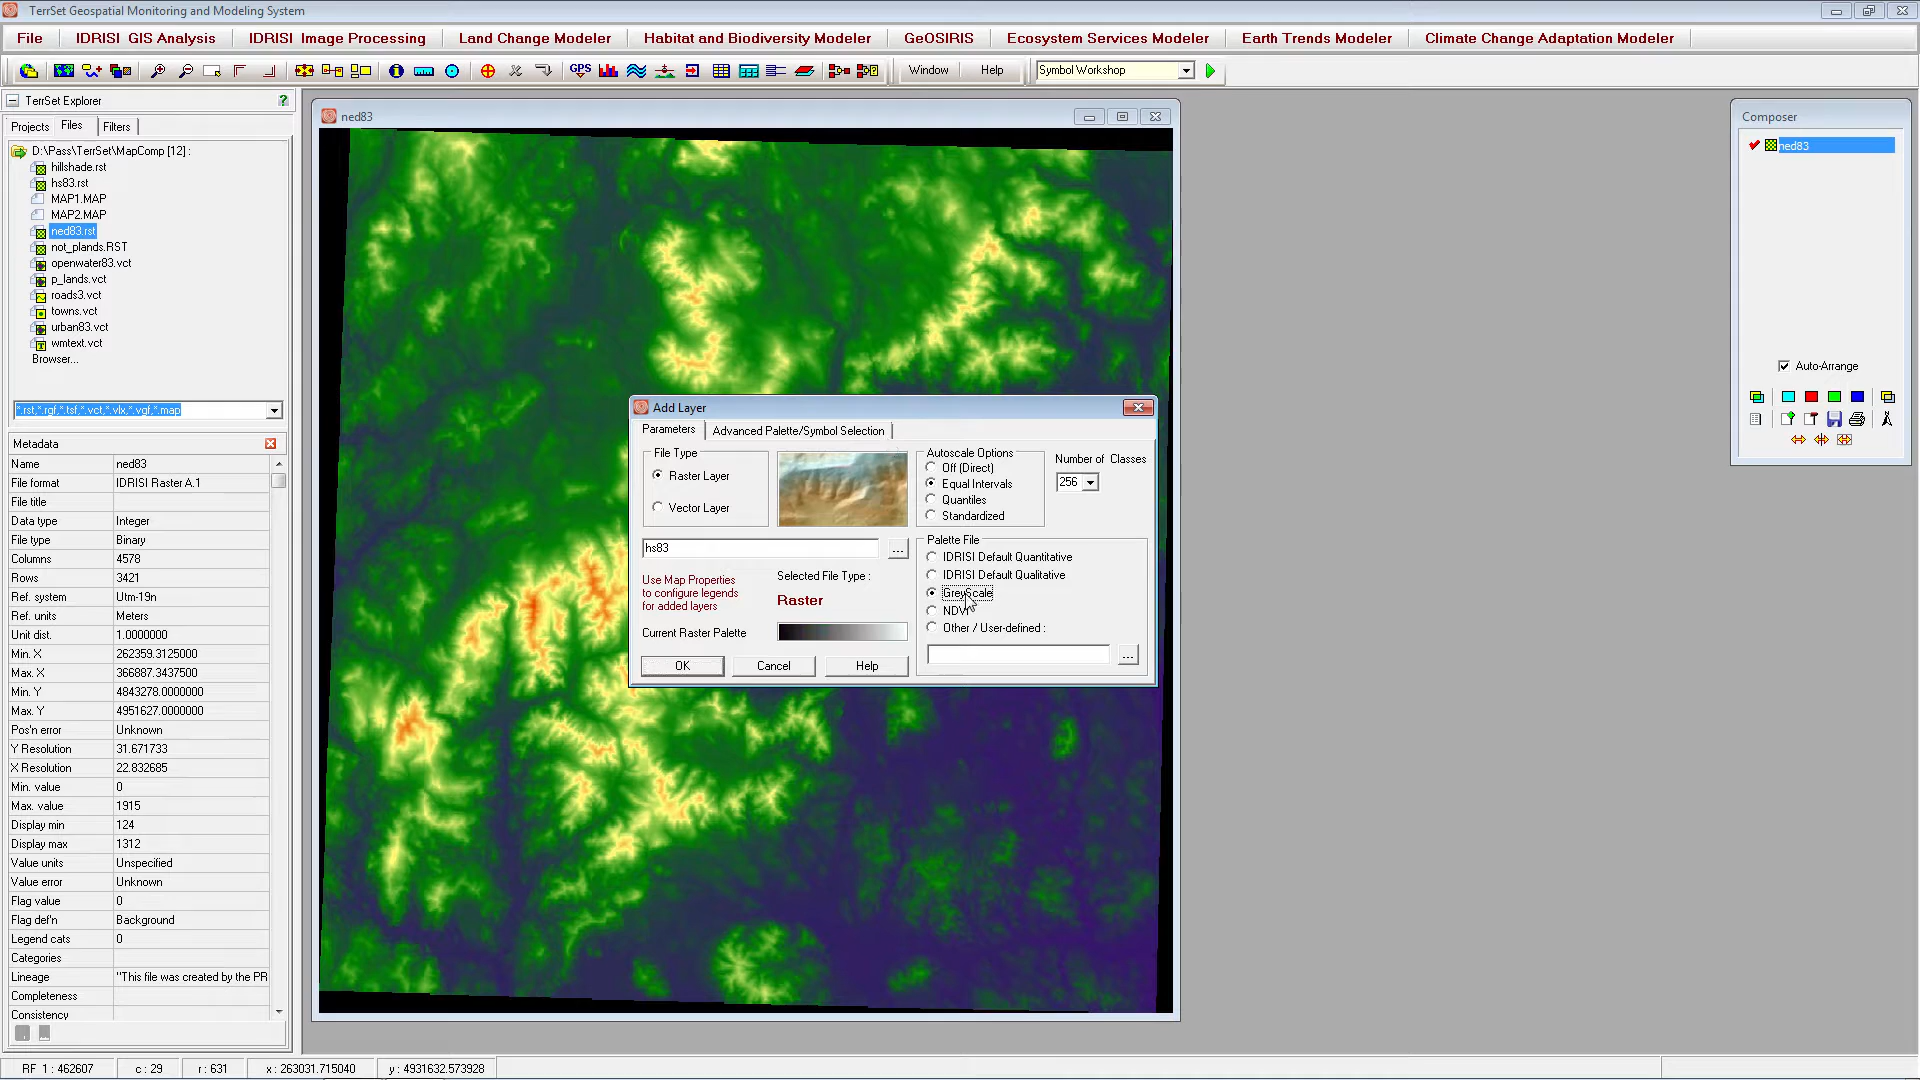 TerrSet Geospatial Monitoring and Modeling System
File IDRISI GIS Analysis IDRISI Image Processing Land Change Modeler Habitat and Biodiversity Modeler GeOSIRIS Ecosystem Services Modeler Earth Trends Modeler Climate Change Adaptation Modeler
GPS Window Help Symbol Workshop
TerrSet Explorer ?
Projects Files Filters
D:\Pass\TerrSet\MapComp [12] :
hillshade.rst
hs83.rst
MAP1.MAP
MAP2.MAP
ned83.rst
not_plands.RST
openwater83.vct
p_lands.vct
roads3.vct
towns.vct
urban83.vct
wmtext.vct
Browser...
*.rst,*.rgf,*.tsf,*.vct,*.vlx,*.vgf,*.map
Metadata
Name ned83
File format IDRISI Raster A.1
File title
Data type Integer
File type Binary
Columns 4578
Rows 3421
Ref. system Utm-19n
Ref. units Meters
Unit dist. 1.0000000
Min. X 262359.3125000
Max. X 366887.3437500
Min. Y 4843278.0000000
Max. Y 4951627.0000000
Pos'n error Unknown
Y Resolution 31.671733
X Resolution 22.832685
Min. value 0
Max. value 1915
Display min 124
Display max 1312
Value units Unspecified
Value error Unknown
Flag value 0
Flag def'n Background
Legend cats 0
Categories
Lineage "This file was created by the PR
Completeness
Consistency
ned83
Add Layer
Parameters Advanced Palette/Symbol Selection
File Type
Raster Layer
Vector Layer
hs83 ...
Use Map Properties
to configure legends
for added layers
Selected File Type :
Raster
Current Raster Palette
OK Cancel Help
Autoscale Options
Off (Direct)
Equal Intervals
Quantiles
Standardized
Number of Classes
256
Palette File
IDRISI Default Quantitative
IDRISI Default Qualitative
GreyScale
NDVI
Other / User-defined :
...
Composer
ned83
Auto-Arrange
RF 1 : 462607 c : 29 r : 631 x : 263031.715040 y : 4931632.573928